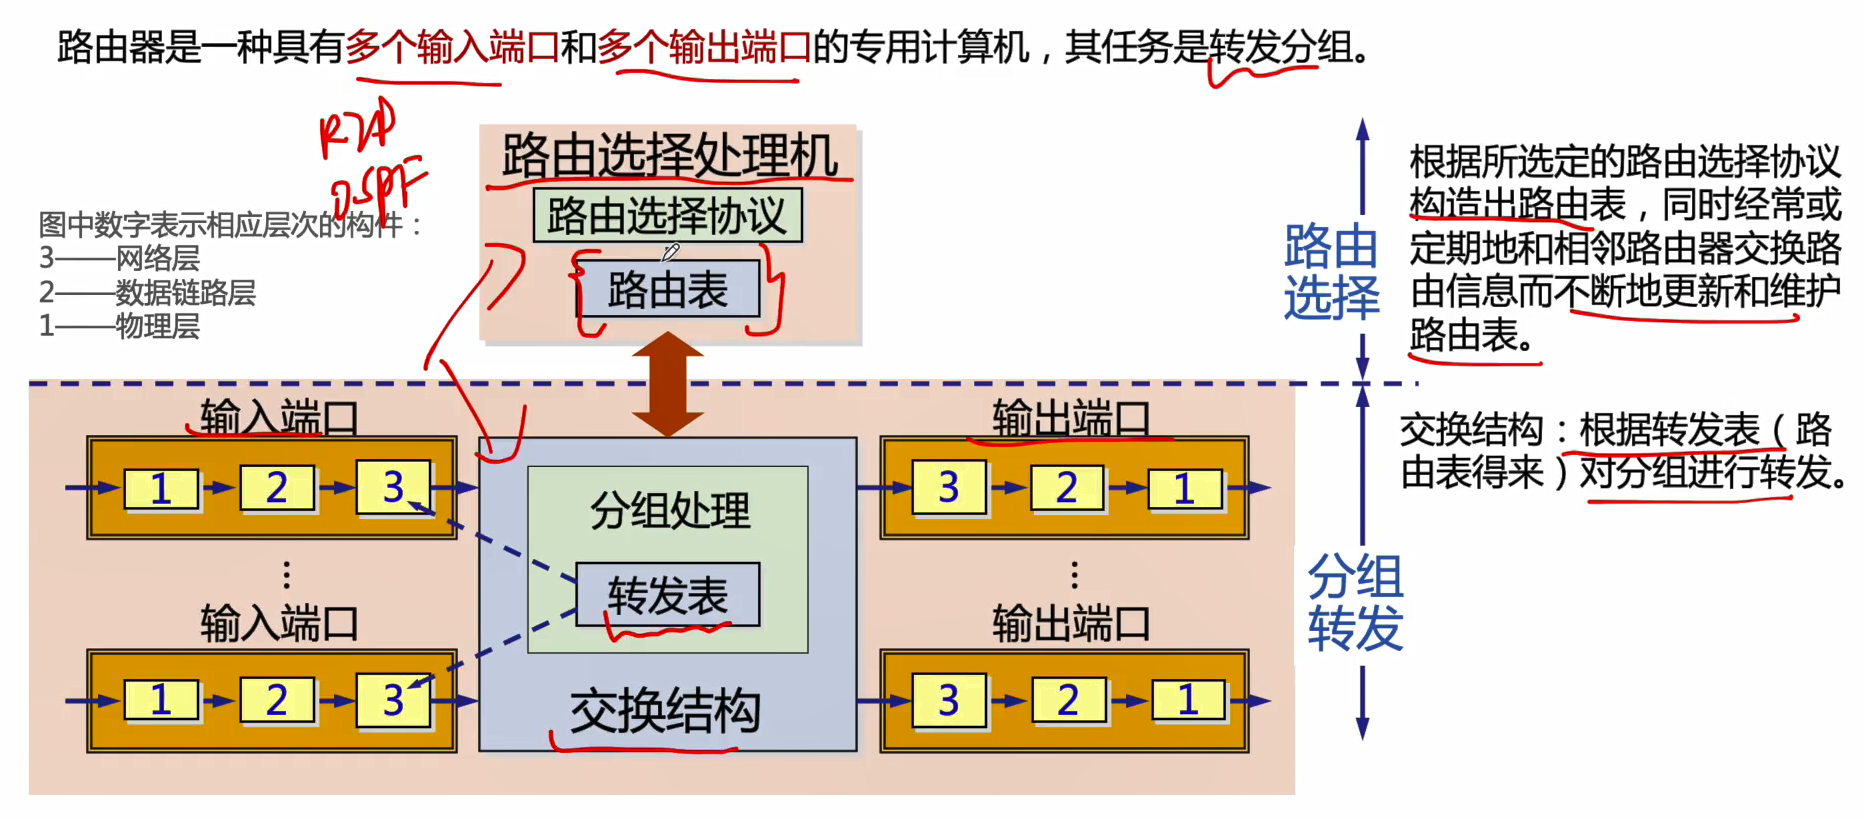 路由器是一种具有多个输入端口和多个输出端口的专用计算机，其任务是转发分组。
RIP
OSPF
图中数字表示相应层次的构件：
3——网络层
2——数据链路层
1——物理层
路由选择处理机
路由选择协议
路由表
路由
选择
根据所选定的路由选择协议
构造出路由表，同时经常或
定期地和相邻路由器交换路
由信息而不断地更新和维护
路由表。
输入端口
1 2 3
⋮
输入端口
1 2 3
分组处理
转发表
交换结构
输出端口
3 2 1
⋮
输出端口
3 2 1
分组
转发
交换结构：根据转发表（路
由表得来）对分组进行转发。